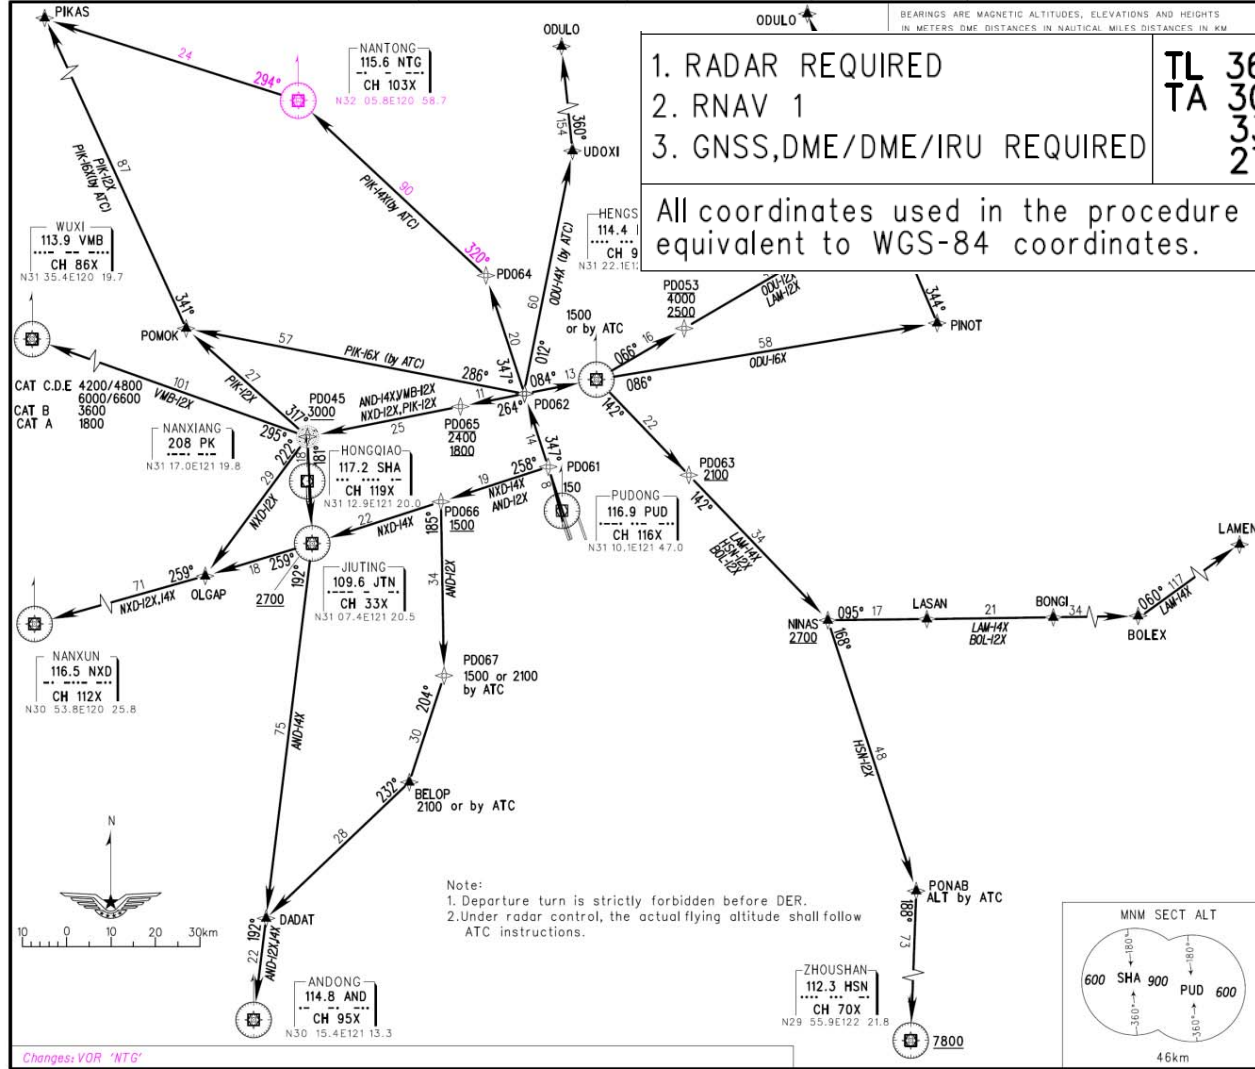 PIKAS
ODULO
ODULO
BEARINGS ARE MAGNETIC ALTITUDES, ELEVATIONS AND HEIGHTS
IN METERS DME DISTANCES IN NAUTICAL MILES DISTANCES IN KM
1. RADAR REQUIRED
2. RNAV 1
3. GNSS,DME/DME/IRU REQUIRED
TL 36
TA 30
All coordinates used in the procedure
equivalent to WGS-84 coordinates.
24
294°
NANTONG
115.6 NTG
CH 103X
N32 05.8E120 58.7
154
360°
UDOXI
87
PIK-12X
PIK-16X(by ATC)
90
PIK-14X(by ATC)
320°
PD064
WUXI
113.9 VMB
CH 86X
N31 35.4E120 19.7
HENGS
114.4
CH 9
N31 22.1E12
60
ODU-14X (by ATC)
PD053
4000
2500
ODU-12X
LAM-12X
344°
PINOT
341°
POMOK
57
PIK-16X (by ATC)
286°
20
347°
012°
1500
or by ATC
16
066°
58
ODU-16X
086°
084°
13
PD062
CAT C.D.E 4200/4800
6000/6600
CAT B 3600
CAT A 1800
101
VMB-12X
27
PIK-12X
317°
PD045
3000
295°
222°
AND-14X,VMB-12X
NXD-12X,PIK-12X
11
264°
25
PD065
2400
1800
142°
22
NANXIANG
208 PK
N31 17.0E121 19.8
18
181°
HONGQIAO
117.2 SHA
CH 119X
N31 12.9E121 20.0
14
347°
PD061
258°
19
NXD-14X
AND-12X
8
150
PD063
2100
142°
PUDONG
116.9 PUD
CH 116X
N31 10.1E121 47.0
29
NXD-12X
PD066
1500
185°
22
NXD-14X
34
LAM-14X
HSN-12X
BOL-12X
LAMEN
259°
18
259°
71
NXD-12X,14X
OLGAP
2700
192°
JIUTING
109.6 JTN
CH 33X
N31 07.4E121 20.5
34
AND-12X
NINAS
2700
095°
17
168°
LASAN
21
LAM-14X
BOL-12X
BONGI
34
060°
117
LAM-14X
BOLEX
NANXUN
116.5 NXD
CH 112X
N30 53.8E120 25.8
PD067
1500 or 2100
by ATC
204°
30
75
AND-14X
48
HSN-12X
232°
BELOP
2100 or by ATC
28
N
10 0 10 20 30km
Note:
1. Departure turn is strictly forbidden before DER.
2.Under radar control, the actual flying altitude shall follow
ATC instructions.
PONAB
ALT by ATC
188°
73
DADAT
192°
22
AND-12X,14X
ANDONG
114.8 AND
CH 95X
N30 15.4E121 13.3
ZHOUSHAN
112.3 HSN
CH 70X
N29 55.9E122 21.8
7800
MNM SECT ALT
180°
180°
600 SHA 900 PUD 600
360°
360°
46km
Changes: VOR 'NTG'